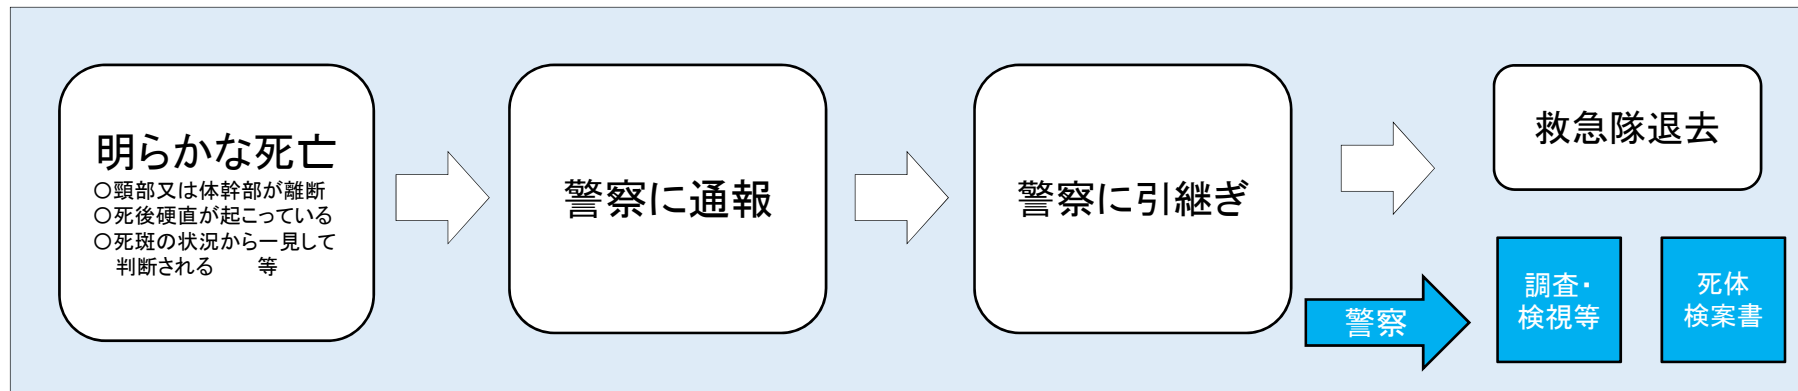 明らかな死亡
〇頸部又は体幹部が離断
〇死後硬直が起こっている
〇死斑の状況から一見して
判断される　等
警察に通報
警察に引継ぎ
救急隊退去
警察
調査・
検視等
死体
検案書